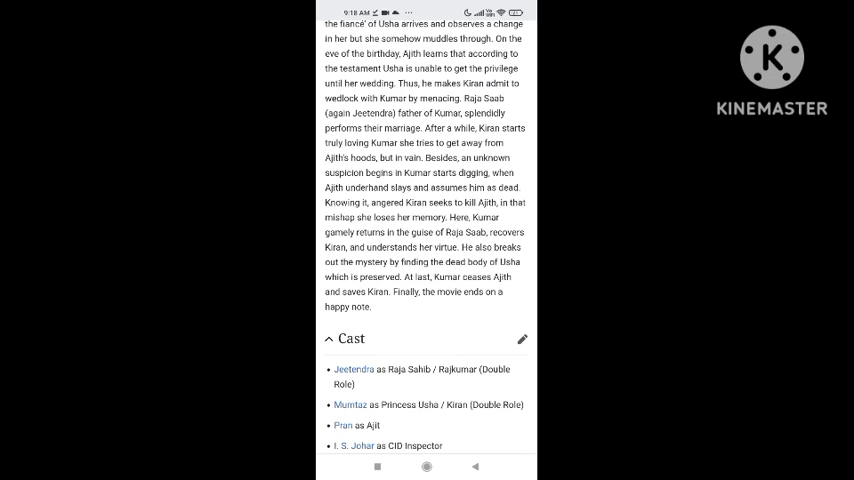 9:18 AM
the fiancé' of Usha arrives and observes a change
in her but she somehow muddles through. On the
eve of the birthday, Ajith learns that according to
the testament Usha is unable to get the privilege
until her wedding. Thus, he makes Kiran admit to
wedlock with Kumar by menacing. Raja Saab
(again Jeetendra) father of Kumar, splendidly
performs their marriage. After a while, Kiran starts
truly loving Kumar she tries to get away from
Ajith's hoods, but in vain. Besides, an unknown
suspicion begins in Kumar starts digging, when
Ajith underhand slays and assumes him as dead.
Knowing it, angered Kiran seeks to kill Ajith, in that
mishap she loses her memory. Here, Kumar
gamely returns in the guise of Raja Saab, recovers
Kiran, and understands her virtue. He also breaks
out the mystery by finding the dead body of Usha
which is preserved. At last, Kumar ceases Ajith
and saves Kiran. Finally, the movie ends on a
happy note.
Cast
• Jeetendra as Raja Sahib / Rajkumar (Double
Role)
• Mumtaz as Princess Usha / Kiran (Double Role)
• Pran as Ajit
• I. S. Johar as CID Inspector
K
KINEMASTER